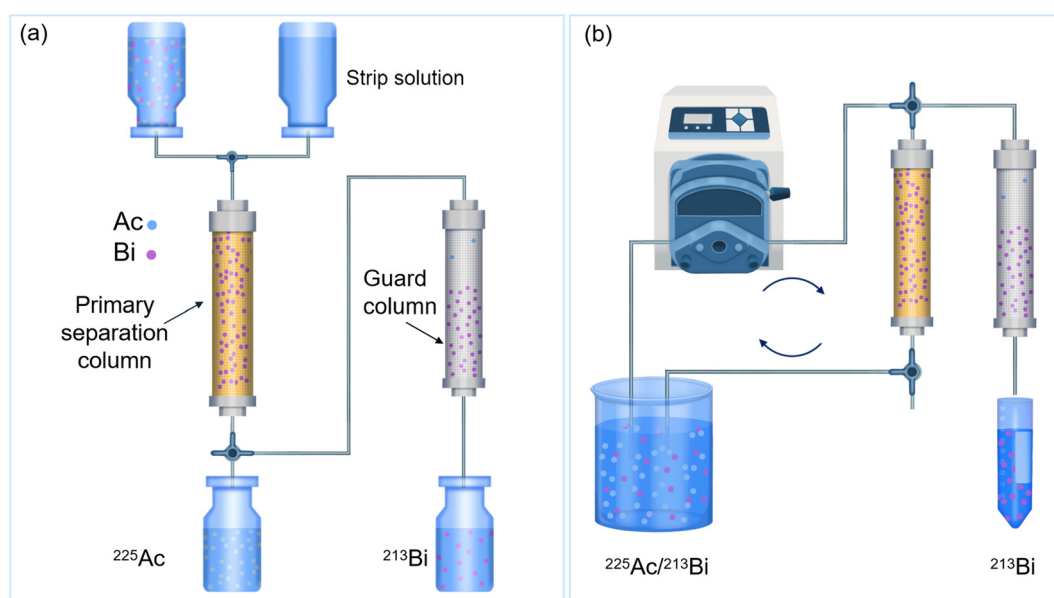 (a)
Strip solution
Ac
Bi
Primary
separation
column
Guard
column
²²⁵Ac
²¹³Bi
(b)
²²⁵Ac/²¹³Bi
²¹³Bi